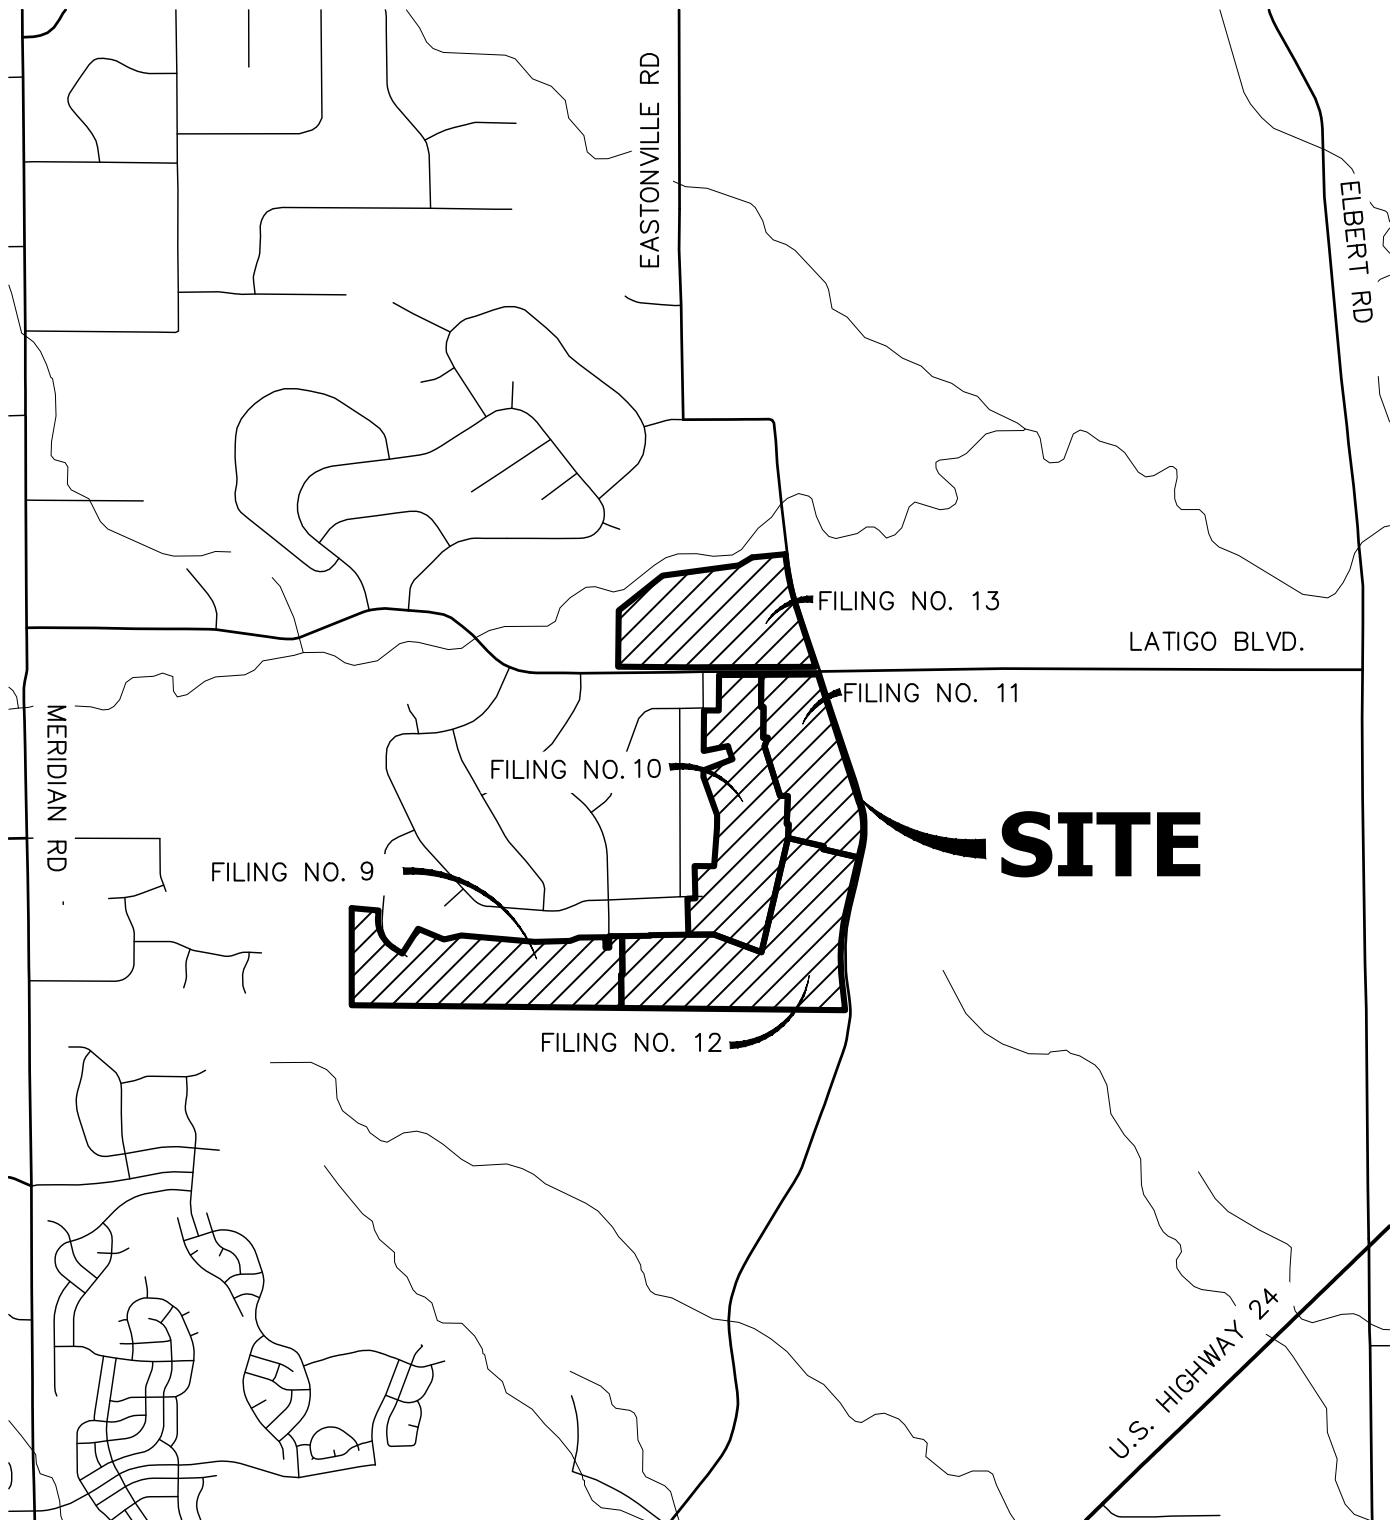 EASTONVILLE RD
ELBERT RD
FILING NO. 13
LATIGO BLVD.
FILING NO. 11
MERIDIAN RD
FILING NO. 10
SITE
FILING NO. 9
FILING NO. 12
U.S. HIGHWAY 24